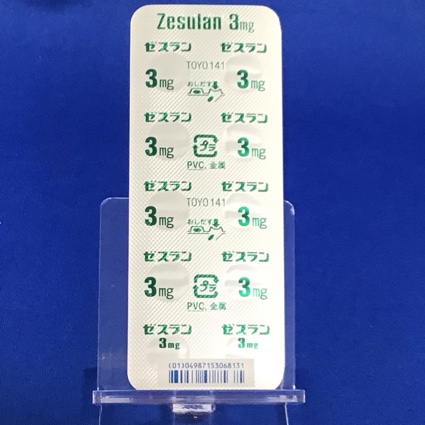 Zesulan 3mg
ゼスラン ゼスラン
TOYO141
3mg 3mg
おしだす
ゼスラン ゼスラン
3mg プラ 3mg
PVC, 金属
ゼスラン ゼスラン
TOYO141
3mg 3mg
おしだす
ゼスラン ゼスラン
3mg プラ 3mg
PVC, 金属
ゼスラン ゼスラン
3mg 3mg
(01)04987153068131